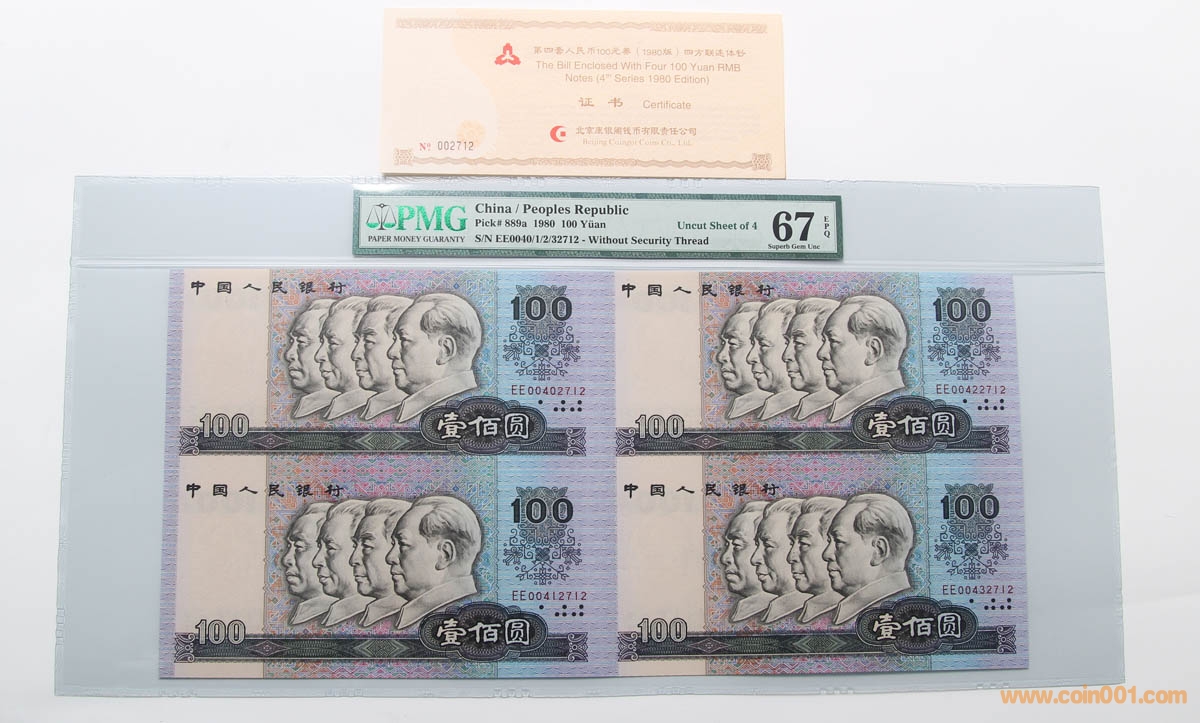 第四套人民币100元券（1980版）四方联连体钞
The Bill Enclosed With Four 100 Yuan RMB
Notes (4th Series 1980 Edition)
证 书 Certificate
北京康银阁钱币有限责任公司
Beijing Cuingot Coins Co., Ltd.
Nº 002712
PMG
PAPER MONEY GUARANTY
China / Peoples Republic
Pick# 889a 1980 100 Yüan
S/N EE0040/1/2/32712 - Without Security Thread
Uncut Sheet of 4
67
EPQ
Superb Gem Unc
中国人民银行
100
EE00402712
100
壹佰圆
中国人民银行
100
EE00422712
100
壹佰圆
中国人民银行
100
EE00412712
100
壹佰圆
中国人民银行
100
EE00432712
100
壹佰圆
www.coin001.com